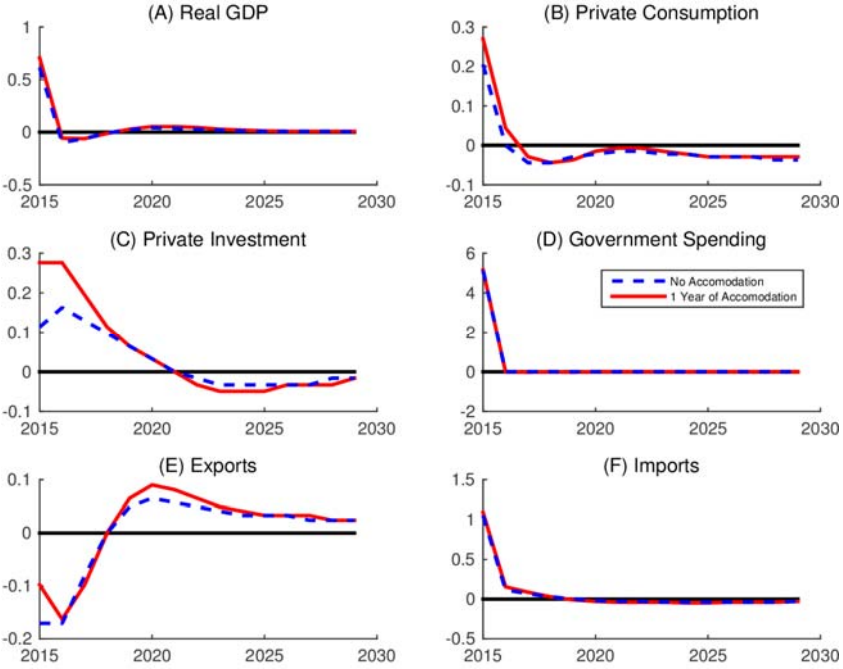 (A) Real GDP
1
0.5
0
-0.5
2015 2020 2025 2030
(B) Private Consumption
0.3
0.2
0.1
0
-0.1
2015 2020 2025 2030
(C) Private Investment
0.3
0.2
0.1
0
-0.1
2015 2020 2025 2030
(D) Government Spending
6
4
2
0
-2
No Accomodation
1 Year of Accomodation
2015 2020 2025 2030
(E) Exports
0.1
0
-0.1
-0.2
2015 2020 2025 2030
(F) Imports
1.5
1
0.5
0
-0.5
2015 2020 2025 2030